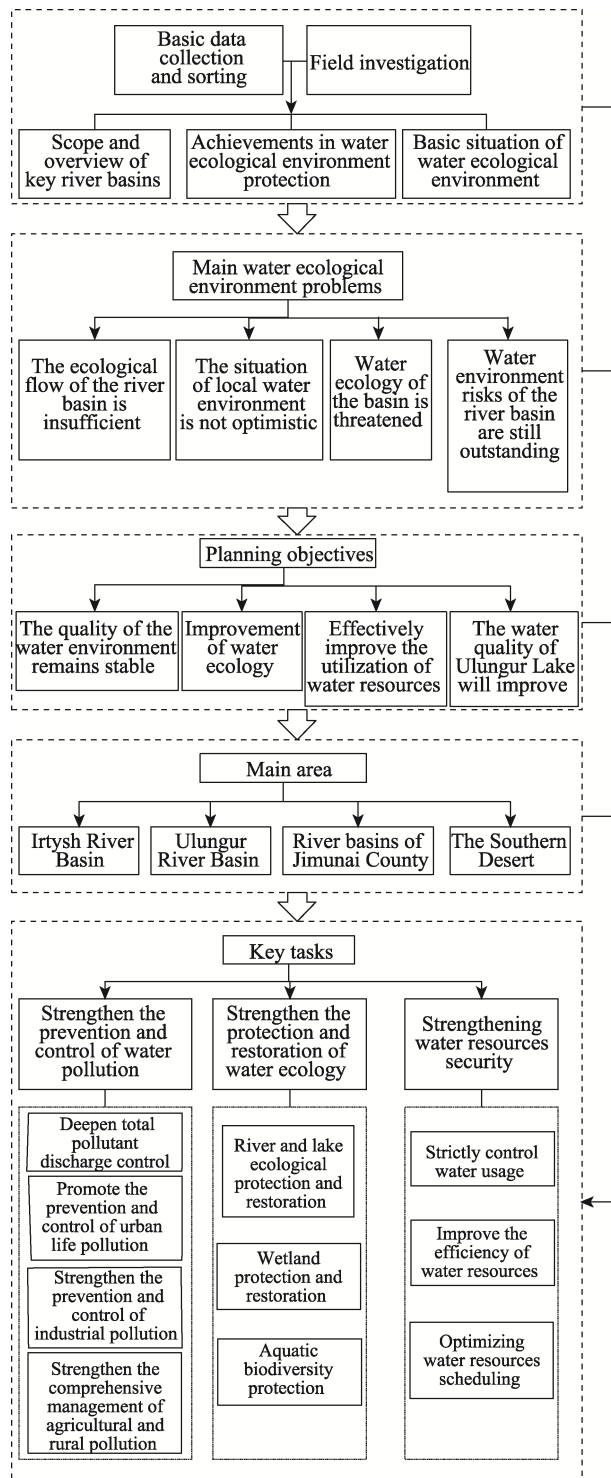 Basic data
collection
and sorting
Field investigation
Scope and
overview of
key river basins
Achievements in water
ecological environment
protection
Basic situation of
water ecological
environment
Main water ecological
environment problems
The ecological
flow of the river
basin is
insufficient
The situation
of local water
environment
is not optimistic
Water
ecology of
the basin is
threatened
Water
environment
risks of the
river basin
are still
outstanding
Planning objectives
The quality of the
water environment
remains stable
Improvement
of water
ecology
Effectively
improve the
utilization of
water resources
The water
quality of
Ulungur Lake
will improve
Main area
Irtysh River
Basin
Ulungur
River Basin
River basins of
Jimunai County
The Southern
Desert
Key tasks
Strengthen the
prevention and
control of water
pollution
Strengthen the
protection and
restoration of
water ecology
Strengthening
water resources
security
Deepen total
pollutant
discharge control
Promote the
prevention and
control of urban
life pollution
Strengthen the
prevention and
control of
industrial pollution
Strengthen the
comprehensive
management of
agricultural and
rural pollution
River and lake
ecological
protection and
restoration
Wetland
protection and
restoration
Aquatic
biodiversity
protection
Strictly control
water usage
Improve the
efficiency of
water resources
Optimizing
water resources
scheduling